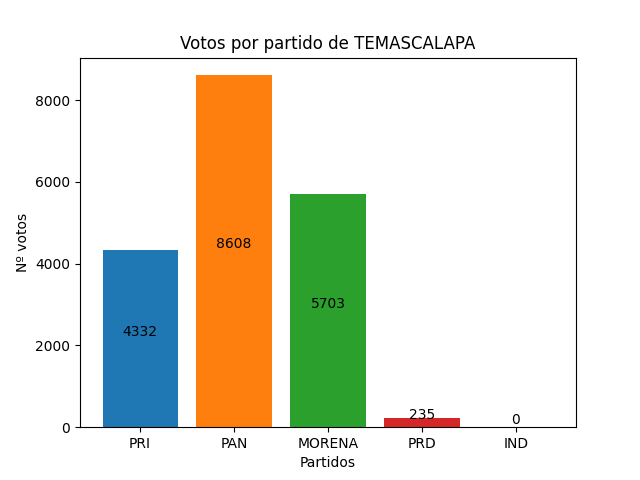 Votos por partido de TEMASCALAPA
Nº votos
8000
6000
4000
2000
0
4332
8608
5703
235
0
PRI
PAN
MORENA
PRD
IND
Partidos